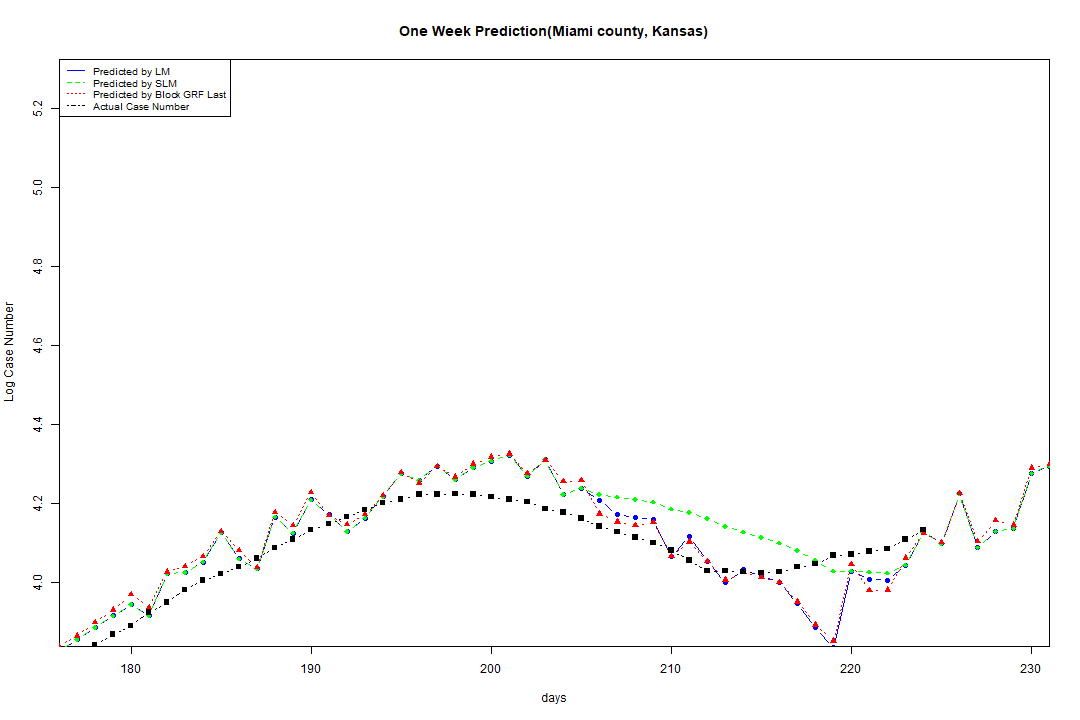 One Week Prediction(Miami county, Kansas)
Predicted by LM
Predicted by SLM
Predicted by Block GRF Last
Actual Case Number
5.2
5.0
4.8
4.6
4.4
4.2
4.0
Log Case Number
180 190 200 210 220 230
days